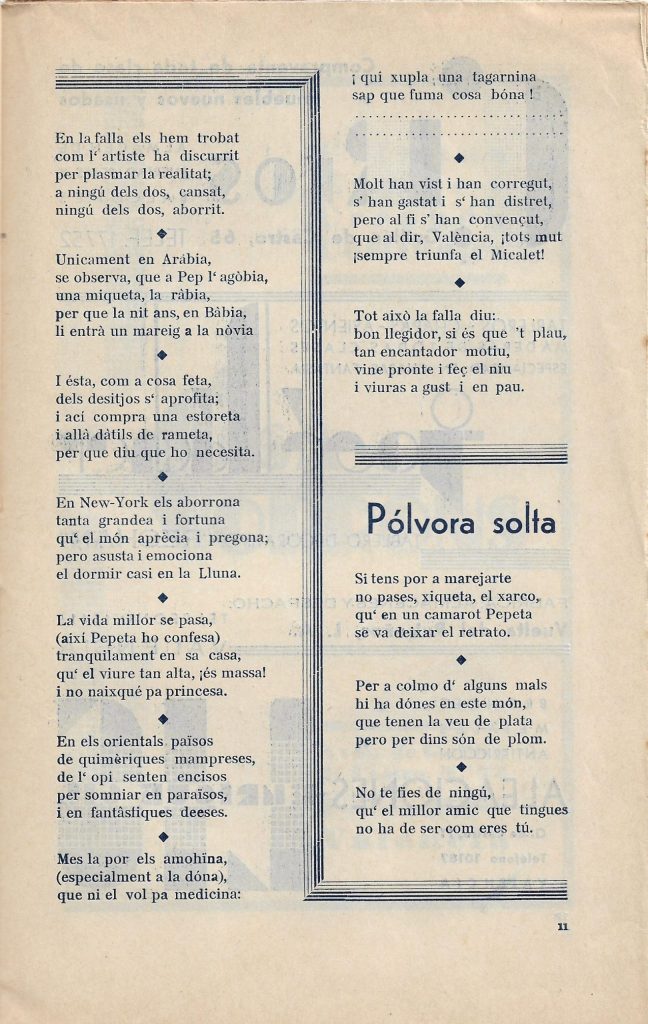 En la falla els hem trobat
com l‘ artiste ha discurrit
per plasmar la realitat;
a ningú dels dos, cansat,
ningú dels dos, aborrit.
Unicament en Arábia,
se observa, que a Pep l‘ agòbia,
una miqueta, la ràbia,
per que la nit ans, en Bàbia,
li entrà un mareig a la nòvia
I ésta, com a cosa feta,
dels desitjos s‘ aprofita;
i ací compra una estoreta
i allà dàtils de rameta,
per que diu que ho necesita.
En New-York els aborrona
tanta grandea i fortuna
qu‘ el món aprècia i pregona;
pero asusta i emociona
el dormir casi en la Lluna.
La vida millor se pasa,
(així Pepeta ho confesa)
tranquilament en sa casa,
qu‘ el viure tan alta, ¡és massa!
i no naixqué pa princesa.
En els orientals països
de quimèriques mampreses,
de l‘ opi senten encisos
per somniar en paraïsos,
i en fantâstiques deeses.
Mes la por els amohïna,
(especialment a la dóna),
que ni el vol pa medicina:
¡ qui xupla una tagarnina
sap que fuma cosa bóna !
Molt han vist i han corregut,
s’ han gastat i s‘ han distret,
pero al fi s’ han convençut,
que al dir, València, ¡tots mut
¡sempre triunfa el Micalet!
Tot això la falla diu:
bon llegidor, si és que ’t plau,
tan encantador motiu,
vine pronte i feç el niu
i viuras a gust i en pau.
Pólvora solta
Si tens por a marejarte
no pases, xiqueta, el xarco,
qu‘ en un camarot Pepeta
se va deixar el retrato.
Per a colmo d‘ alguns mals
hi ha dónes en este món,
que tenen la veu de plata
pero per dins són de plom.
No te fies de ningú,
qu‘ el millor amic que tingues
no ha de ser com eres tú.
11